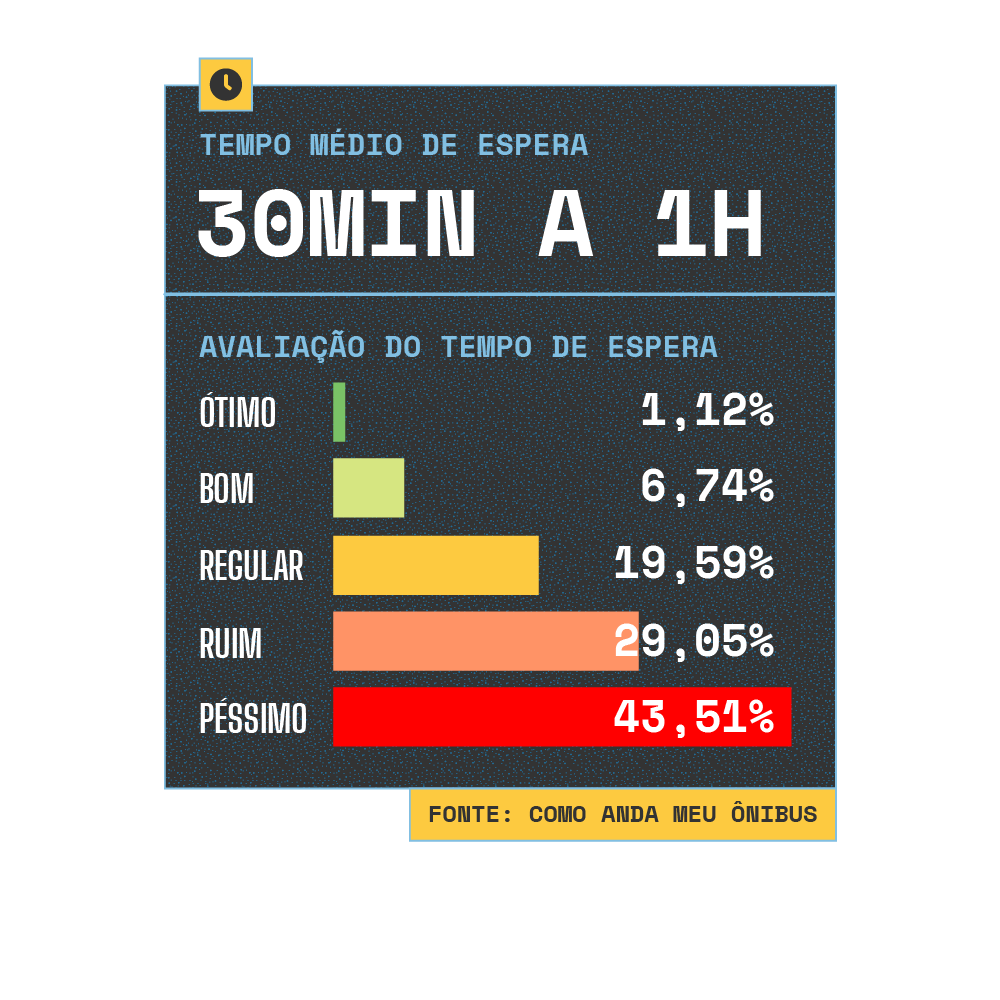 TEMPO MÉDIO DE ESPERA
30MIN A 1H
AVALIAÇÃO DO TEMPO DE ESPERA
ÓTIMO 1,12%
BOM 6,74%
REGULAR 19,59%
RUIM 29,05%
PÉSSIMO 43,51%
FONTE: COMO ANDA MEU ÔNIBUS